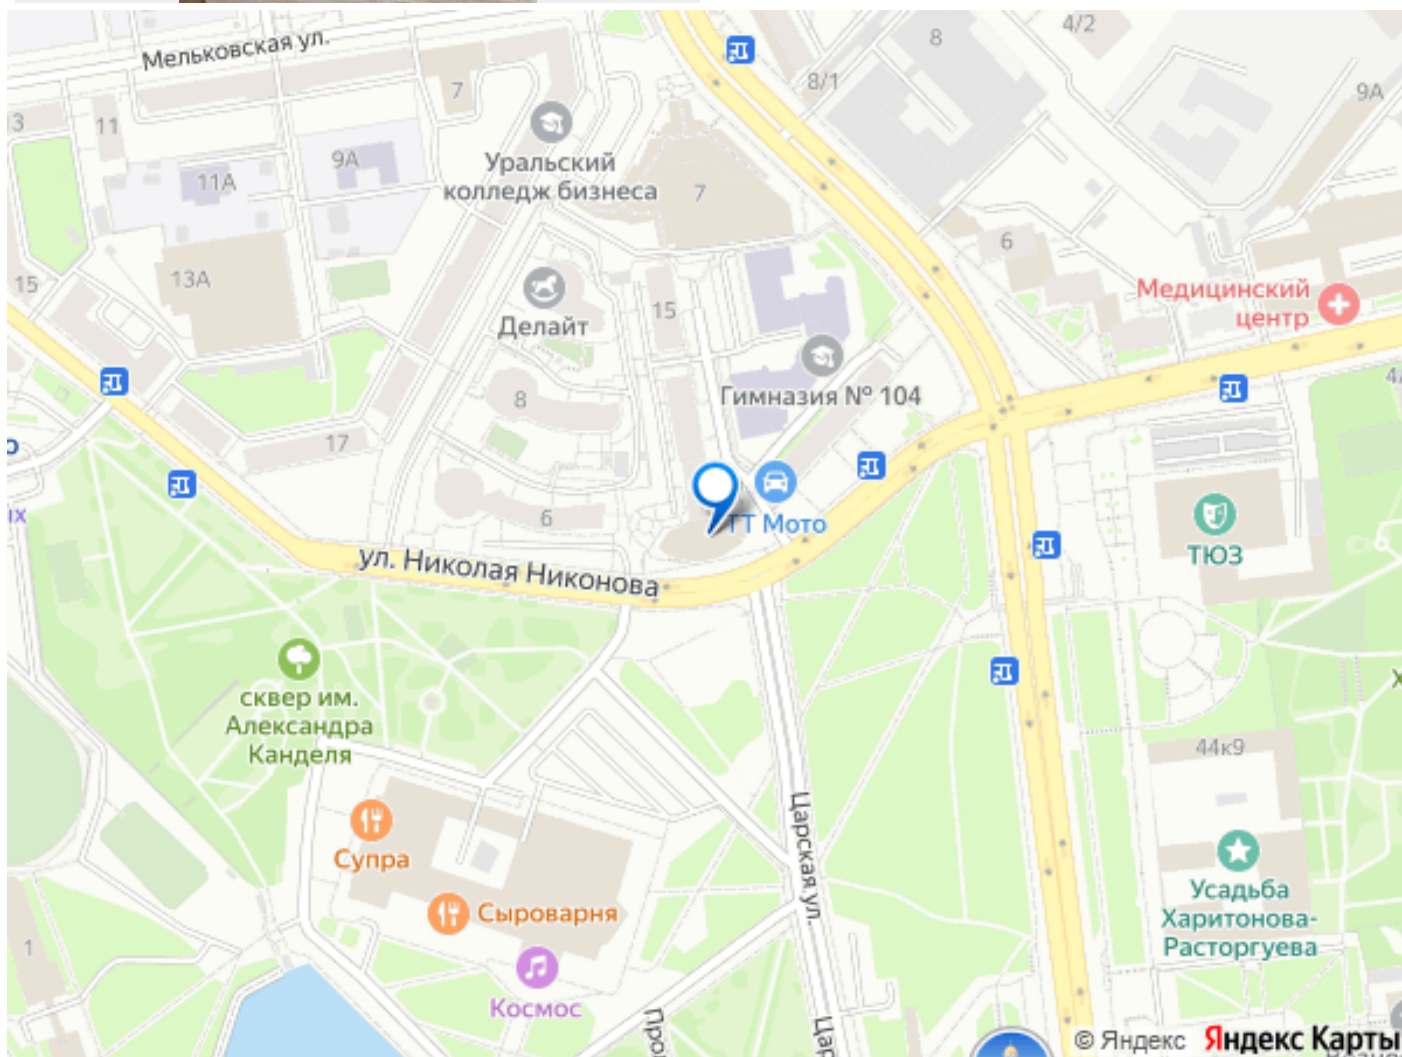 Мельковская ул.
4/2
8
8/1
9А
7
3
11
9А
11А
Уральский
колледж бизнеса
7
6
13А
15
15
Делайт
Медицинский
центр
Гимназия № 104
8
17
6
ТТ Мото
ТЮЗ
ул. Николая Никонова
сквер им.
Александра
Канделя
44к9
Царская ул.
Супра
Сыроварня
Усадьба
Харитонова-
Расторгуева
1
Космос
© Яндекс Яндекс Карты